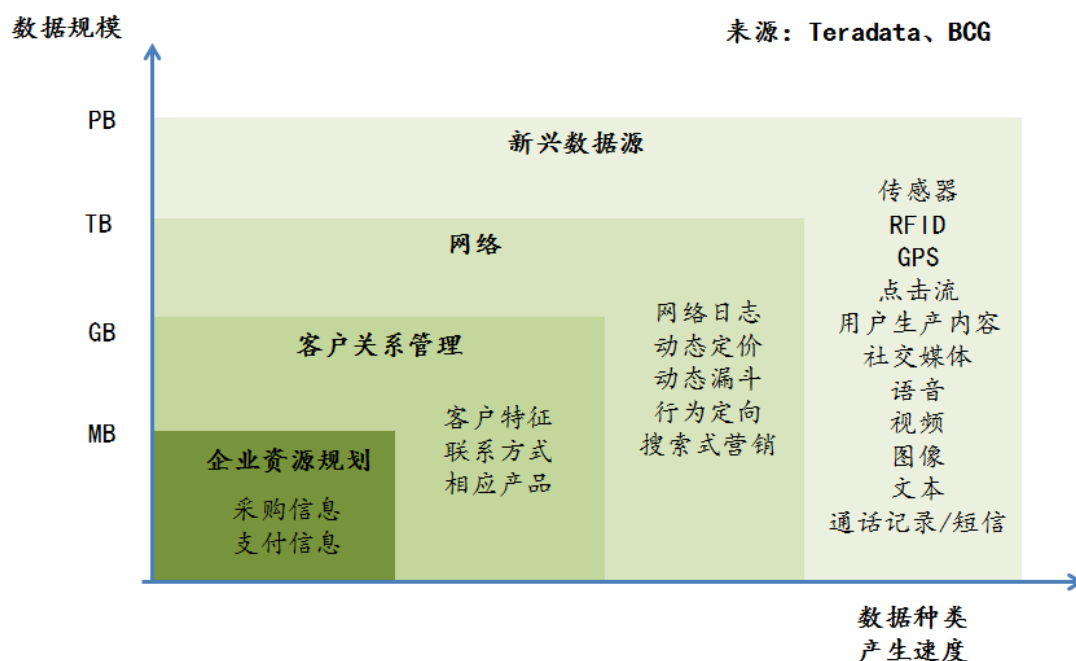 数据规模
来源：Teradata、BCG
PB
新兴数据源
传感器
RFID
GPS
点击流
用户生产内容
社交媒体
语音
视频
图像
文本
通话记录/短信
TB
网络
网络日志
动态定价
动态漏斗
行为定向
搜索式营销
GB
客户关系管理
客户特征
联系方式
相应产品
MB
企业资源规划
采购信息
支付信息
数据种类
产生速度